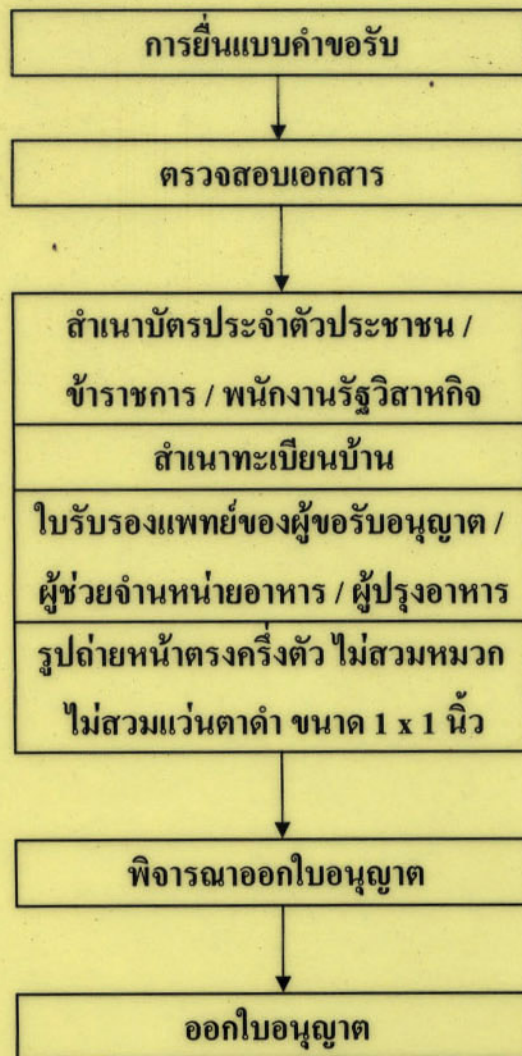 การยื่นแบบคำขอรับ
ตรวจสอบเอกสาร
สำเนาบัตรประจำตัวประชาชน /
ข้าราชการ / พนักงานรัฐวิสาหกิจ
สำเนาทะเบียนบ้าน
ใบรับรองแพทย์ของผู้ขอรับอนุญาต /
ผู้ช่วยจำหน่ายอาหาร / ผู้ปรุงอาหาร
รูปถ่ายหน้าตรงครึ่งตัว ไม่สวมหมวก
ไม่สวมแว่นตาดำ ขนาด 1 x 1 นิ้ว
พิจารณาออกใบอนุญาต
ออกใบอนุญาต